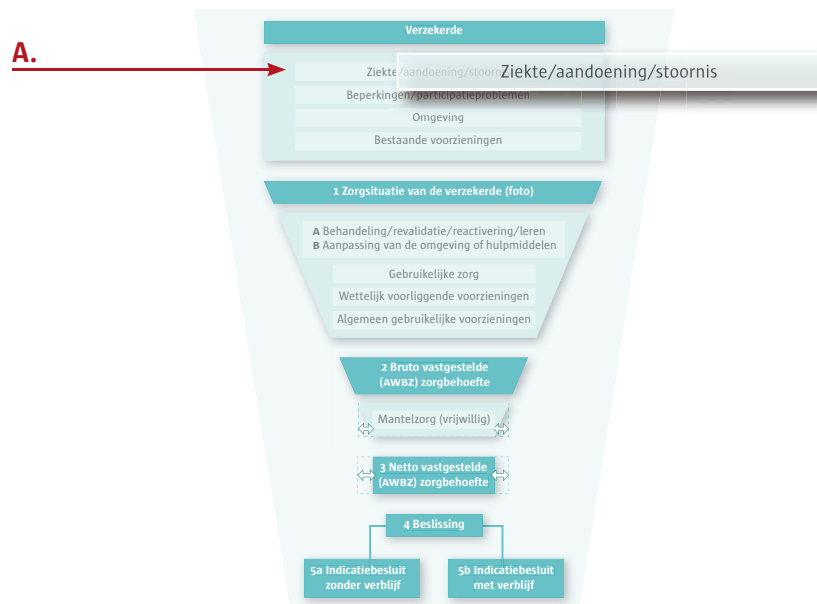 Verzekerde
A.
Ziekte/aandoening/stoornis
Ziekte/aandoening/stoornis
Beperkingen/participatieproblemen
Omgeving
Bestaande voorzieningen
1 Zorgsituatie van de verzekerde (foto)
A Behandeling/revalidatie/reactivering/leren
B Aanpassing van de omgeving of hulpmiddelen
Gebruikelijke zorg
Wettelijk voorliggende voorzieningen
Algemeen gebruikelijke voorzieningen
2 Bruto vastgestelde
(AWBZ) zorgbehoefte
Mantelzorg (vrijwillig)
3 Netto vastgestelde
(AWBZ) zorgbehoefte
4 Beslissing
5a Indicatiebesluit
zonder verblijf
5b Indicatiebesluit
met verblijf